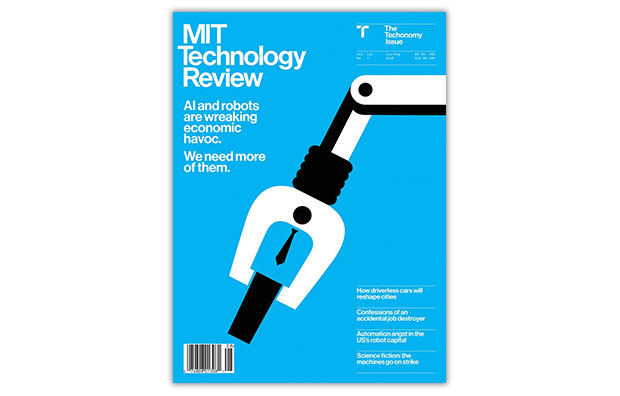 MIT
Technology
Review
The
Techonomy
Issue
AI and robots
are wreaking
economic
havoc.
We need more
of them.
How driverless cars will
reshape cities
Confessions of an
accidental job destroyer
Automation angst in the
US's robot capital
Science fiction: the
machines go on strike